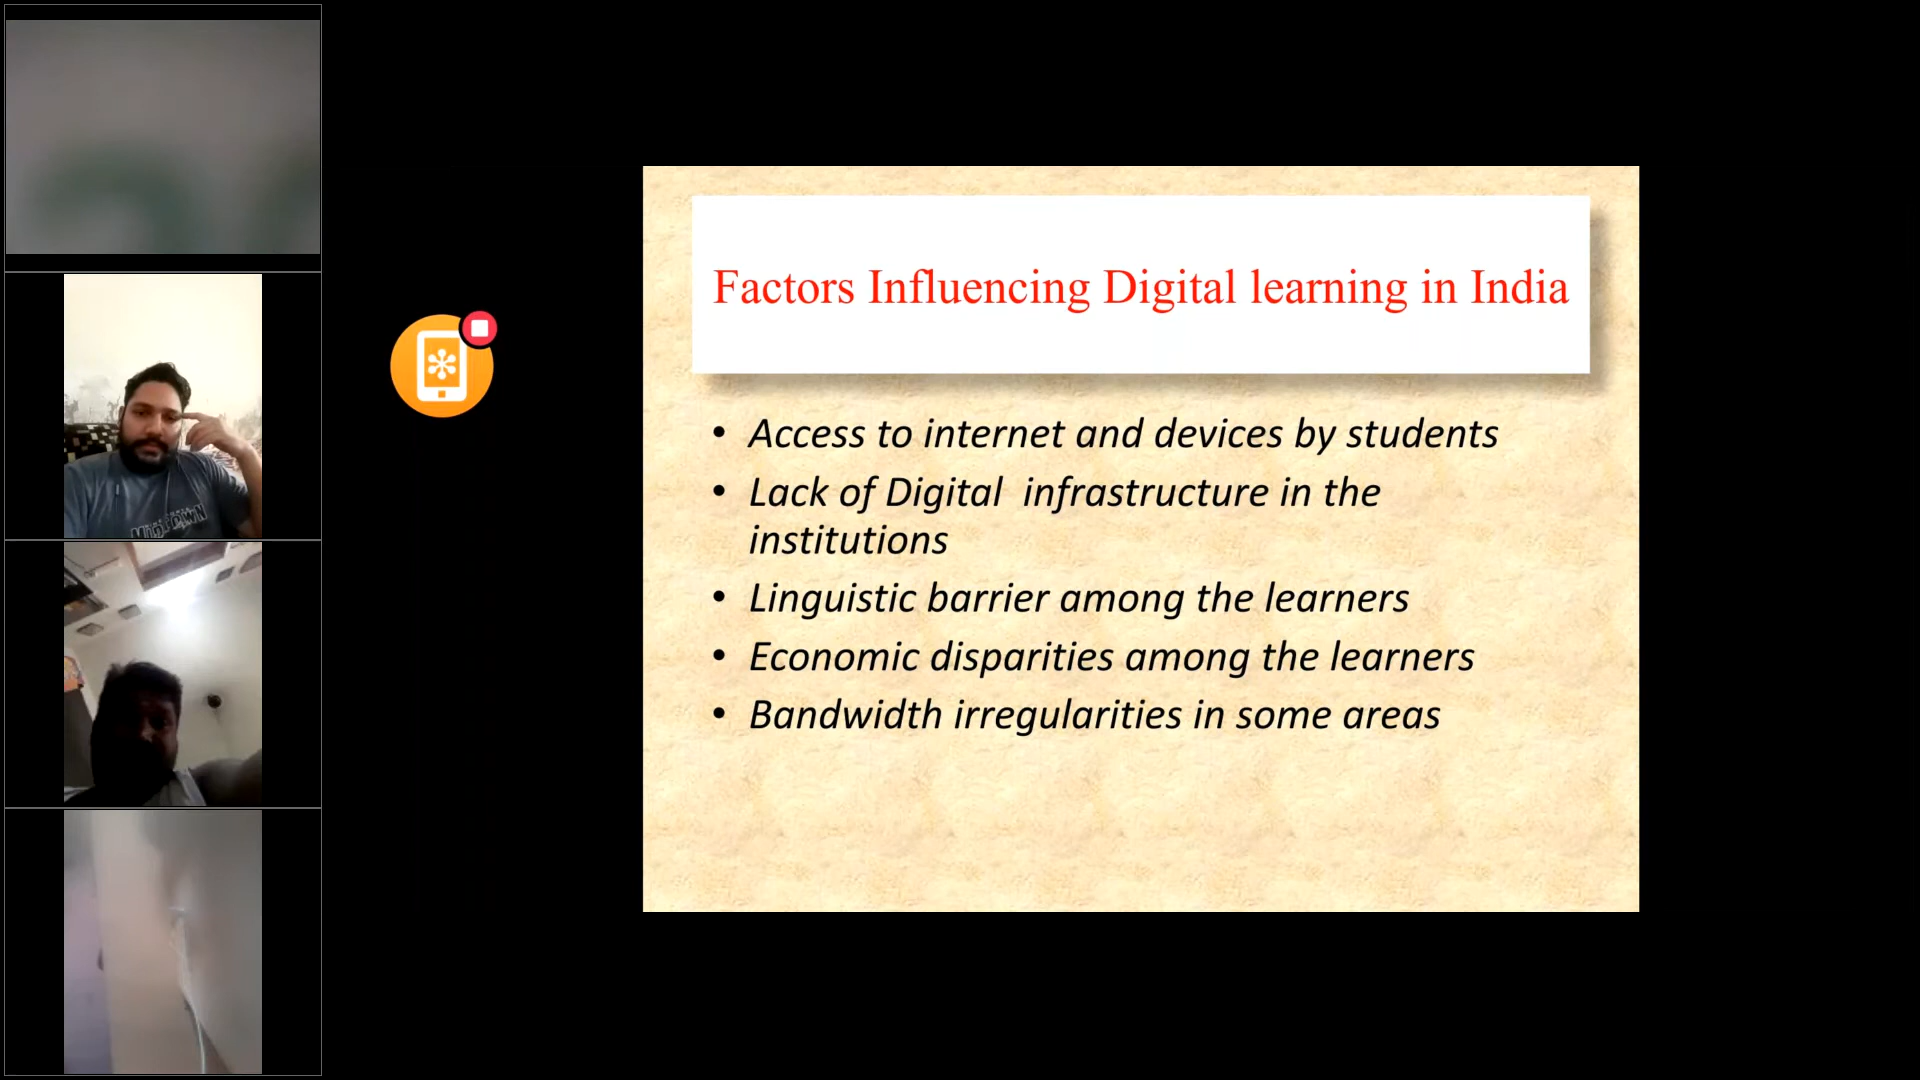 Factors Influencing Digital learning in India
• Access to internet and devices by students
• Lack of Digital  infrastructure in the
institutions
• Linguistic barrier among the learners
• Economic disparities among the learners
• Bandwidth irregularities in some areas